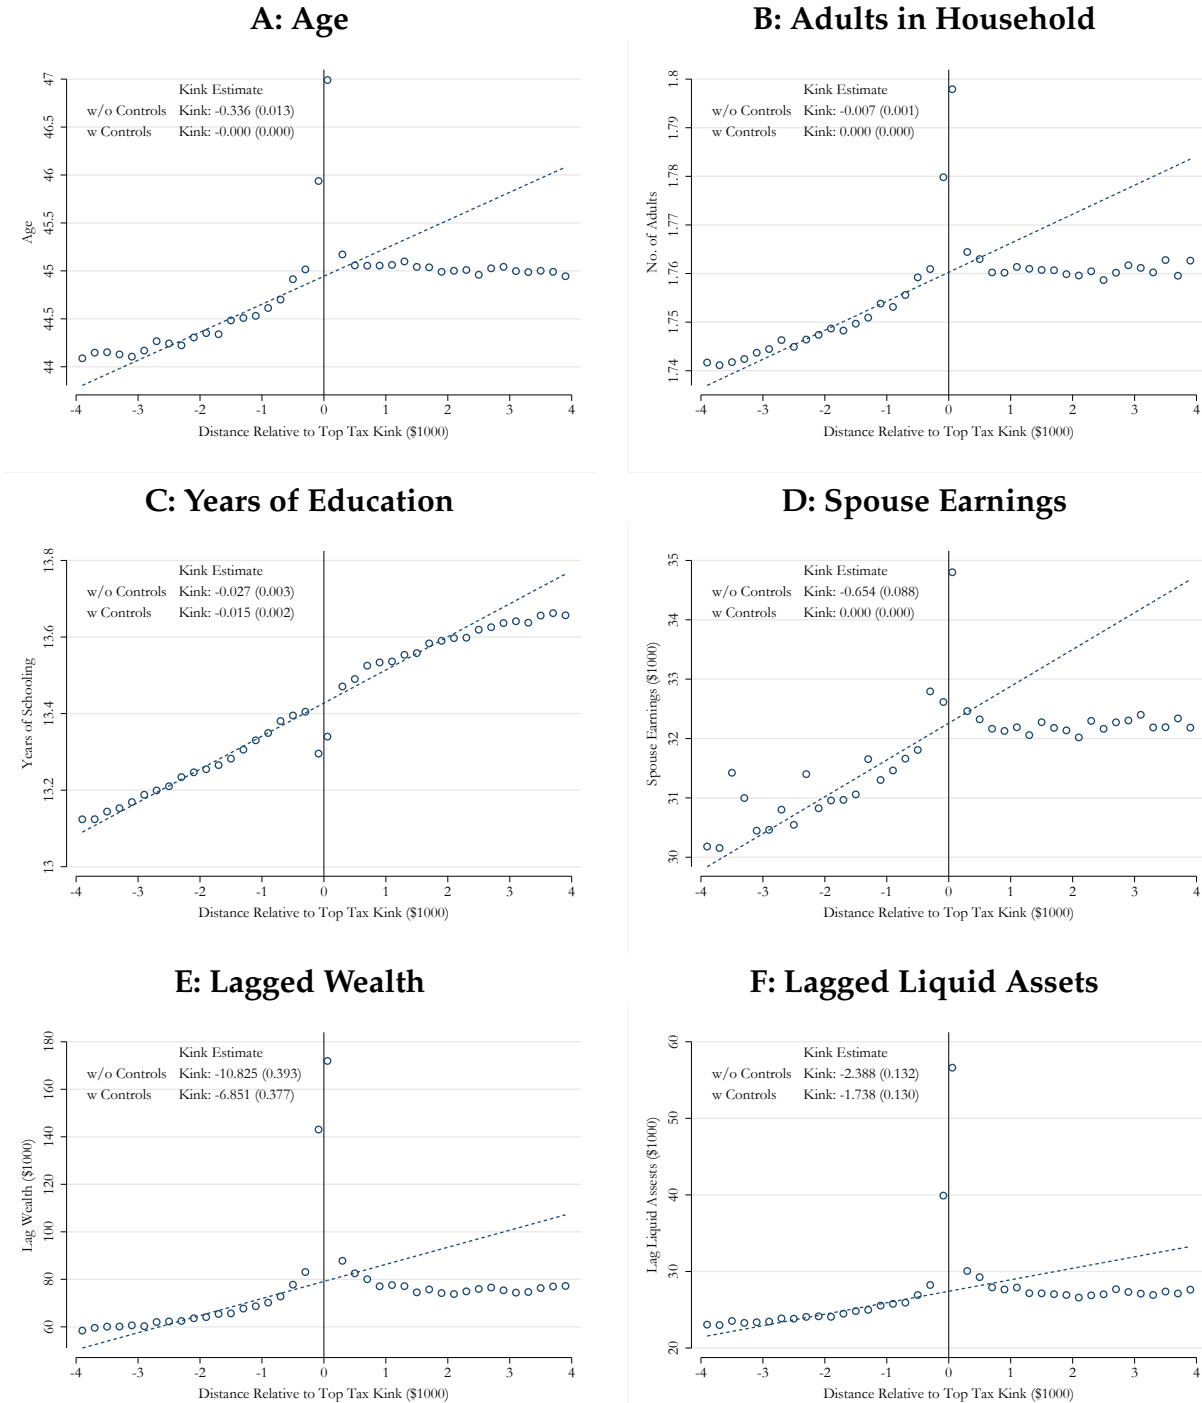 A: Age
47
46.5
46
45.5
45
44.5
44
Age
Kink Estimate
w/o Controls Kink: -0.336 (0.013)
w Controls Kink: -0.000 (0.000)
-4 -3 -2 -1 0 1 2 3 4
Distance Relative to Top Tax Kink ($1000)
B: Adults in Household
1.8
1.79
1.78
1.77
1.76
1.75
1.74
No. of Adults
Kink Estimate
w/o Controls Kink: -0.007 (0.001)
w Controls Kink: 0.000 (0.000)
-4 -3 -2 -1 0 1 2 3 4
Distance Relative to Top Tax Kink ($1000)
C: Years of Education
13.8
13.6
13.4
13.2
13
Years of Schooling
Kink Estimate
w/o Controls Kink: -0.027 (0.003)
w Controls Kink: -0.015 (0.002)
-4 -3 -2 -1 0 1 2 3 4
Distance Relative to Top Tax Kink ($1000)
D: Spouse Earnings
35
34
33
32
31
30
Spouse Earnings ($1000)
Kink Estimate
w/o Controls Kink: -0.654 (0.088)
w Controls Kink: 0.000 (0.000)
-4 -3 -2 -1 0 1 2 3 4
Distance Relative to Top Tax Kink ($1000)
E: Lagged Wealth
180
160
140
120
100
80
60
Lag Wealth ($1000)
Kink Estimate
w/o Controls Kink: -10.825 (0.393)
w Controls Kink: -6.851 (0.377)
-4 -3 -2 -1 0 1 2 3 4
Distance Relative to Top Tax Kink ($1000)
F: Lagged Liquid Assets
60
50
40
30
20
Lag Liquid Assests ($1000)
Kink Estimate
w/o Controls Kink: -2.388 (0.132)
w Controls Kink: -1.738 (0.130)
-4 -3 -2 -1 0 1 2 3 4
Distance Relative to Top Tax Kink ($1000)